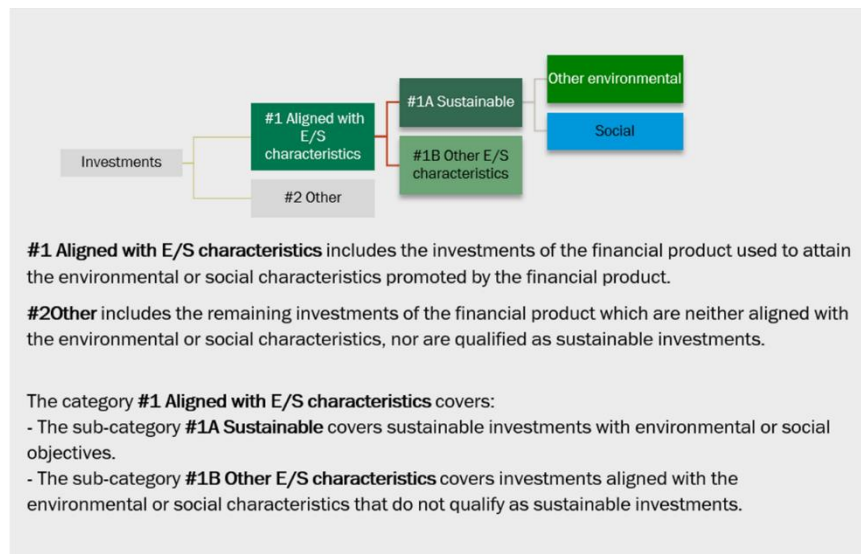 Other environmental
#1A Sustainable
#1 Aligned with
E/S
characteristics
Social
Investments
#1B Other E/S
characteristics
#2 Other
#1 Aligned with E/S characteristics includes the investments of the financial product used to attain
the environmental or social characteristics promoted by the financial product.
#2Other includes the remaining investments of the financial product which are neither aligned with
the environmental or social characteristics, nor are qualified as sustainable investments.
The category #1 Aligned with E/S characteristics covers:
- The sub-category #1A Sustainable covers sustainable investments with environmental or social
objectives.
- The sub-category #1B Other E/S characteristics covers investments aligned with the
environmental or social characteristics that do not qualify as sustainable investments.